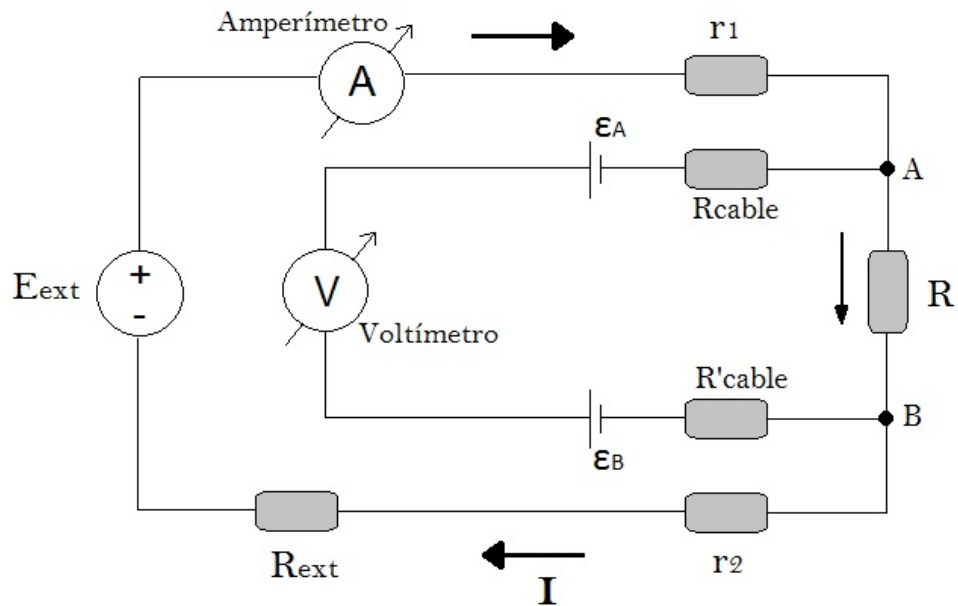 Amperímetro
A
r1
εA
A
Rcable
Eext
+
-
V
R
Voltímetro
R'cable
B
εB
Rext
r2
I